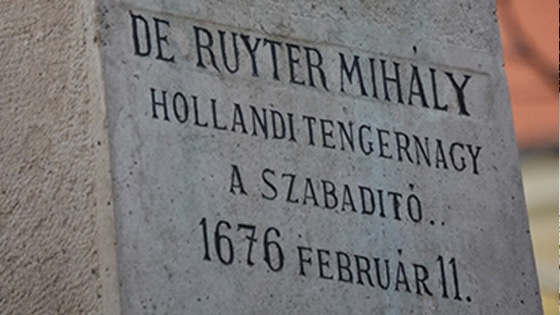 DE RUYTER MIHÁLY
HOLLANDI TENGERNAGY
A SZABADITÓ..
1676 FEBRUÁR 11.